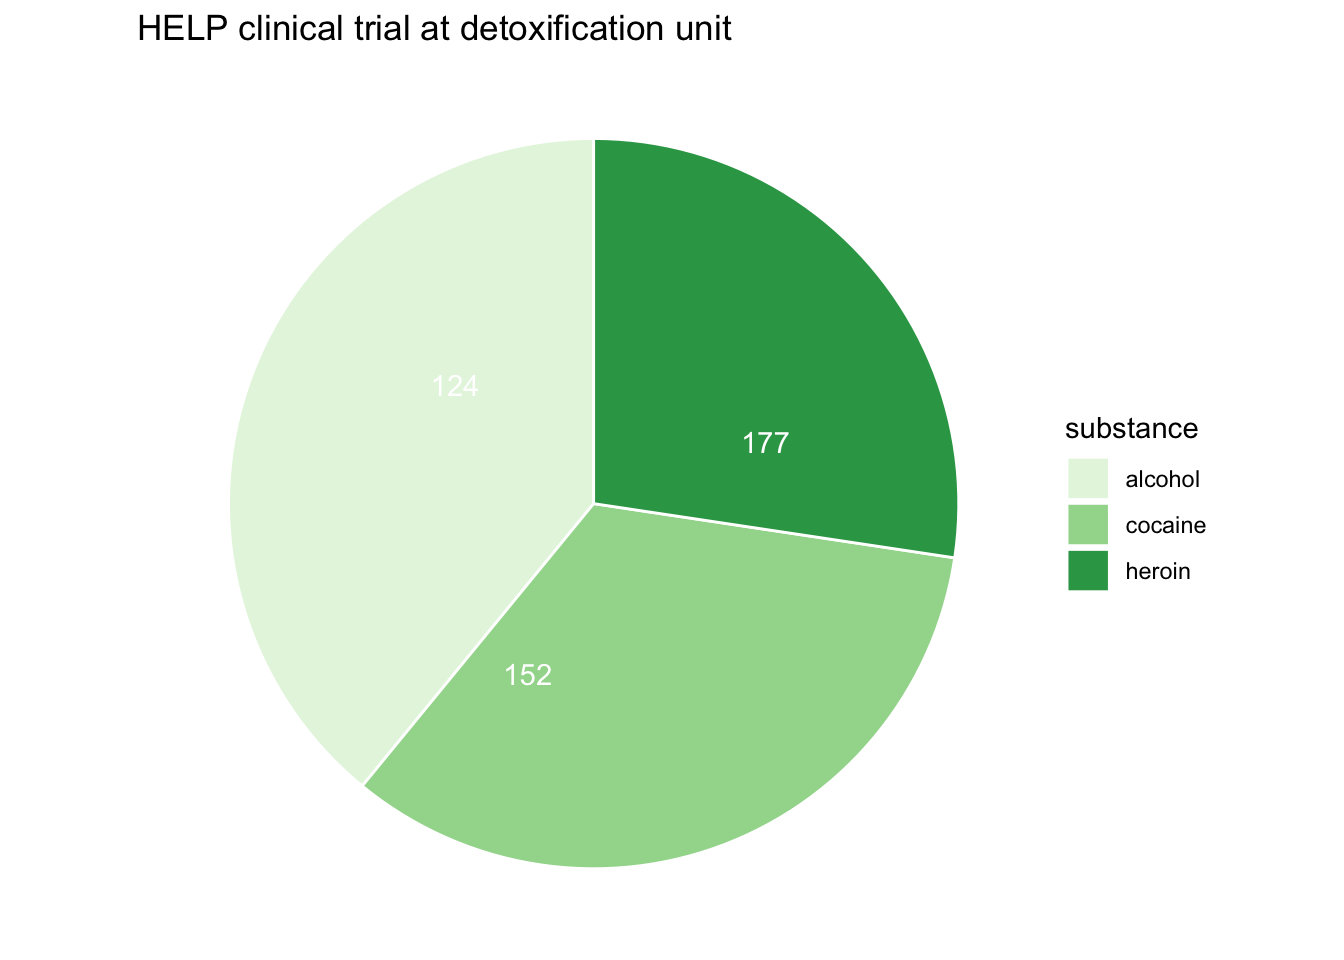 HELP clinical trial at detoxification unit
124
177
152
substance
alcohol
cocaine
heroin